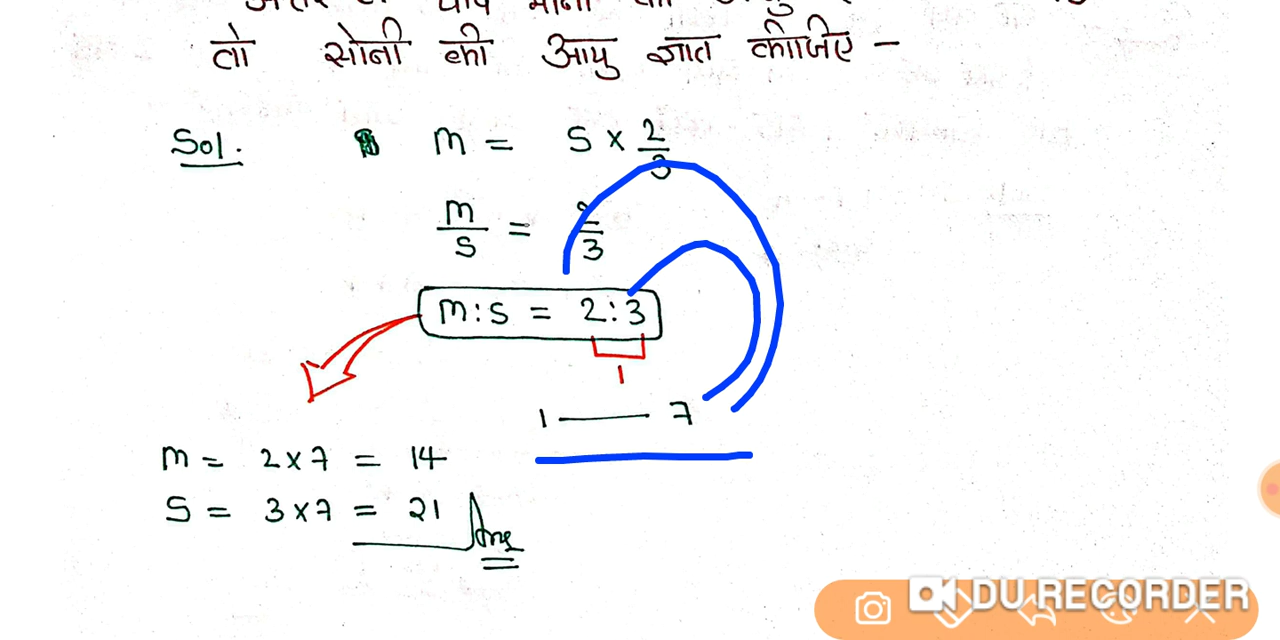 तो सोनी की आयु ज्ञात कीजिए -
Sol. m = S × 2/3
m/S = 2/3
m:S = 2:3
1
1 — 7
m = 2×7 = 14
S = 3×7 = 21 Ans
DU RECORDER